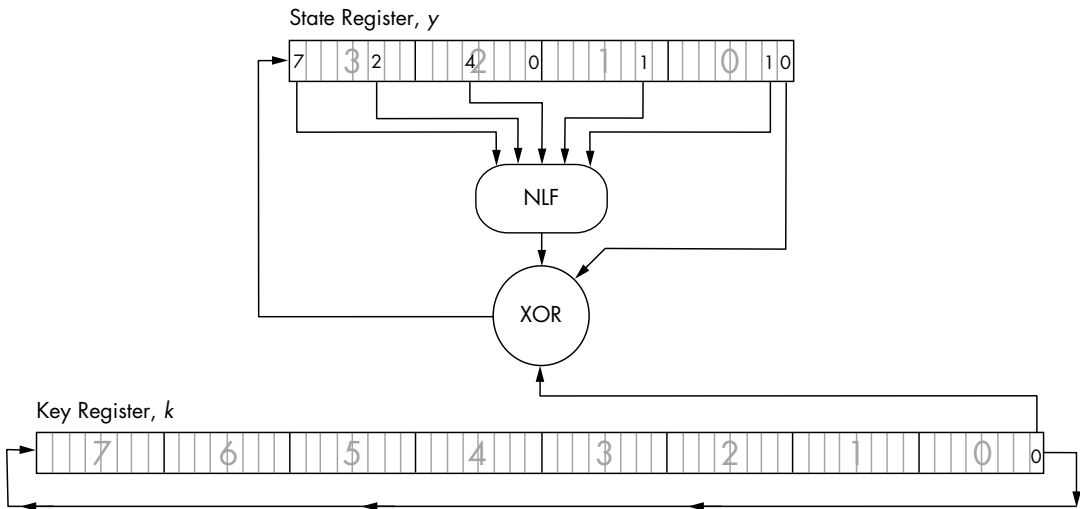 State Register, y
7 3 2 4 2 0 1 1 0 1 0
NLF
XOR
Key Register, k
7 6 5 4 3 2 1 0 0